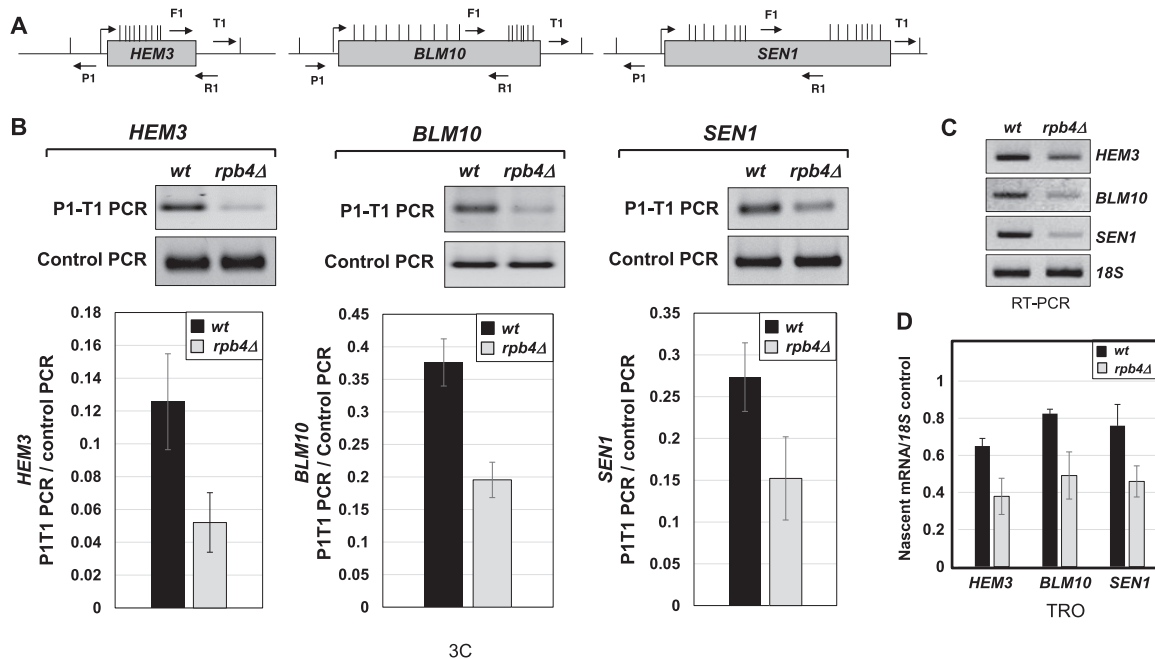 A
F1
T1
HEM3
P1
R1
F1
T1
BLM10
P1
R1
F1
T1
SEN1
P1
R1
B
HEM3
wt rpb4Δ
P1-T1 PCR
Control PCR
BLM10
wt rpb4Δ
P1-T1 PCR
Control PCR
SEN1
wt rpb4Δ
P1-T1 PCR
Control PCR
HEM3
P1T1 PCR / control PCR
0.18
0.16
0.14
0.12
0.1
0.08
0.06
0.04
0.02
0
wt
rpb4Δ
BLM10
P1T1 PCR / Control PCR
0.45
0.4
0.35
0.3
0.25
0.2
0.15
0.1
0.05
0
wt
rpb4Δ
SEN1
P1T1 PCR / control PCR
0.35
0.3
0.25
0.2
0.15
0.1
0.05
0
wt
rpb4Δ
3C
C
wt rpb4Δ
HEM3
BLM10
SEN1
18S
RT-PCR
D
Nascent mRNA/18S control
1
0.8
0.6
0.4
0.2
0
wt
rpb4Δ
HEM3 BLM10 SEN1
TRO